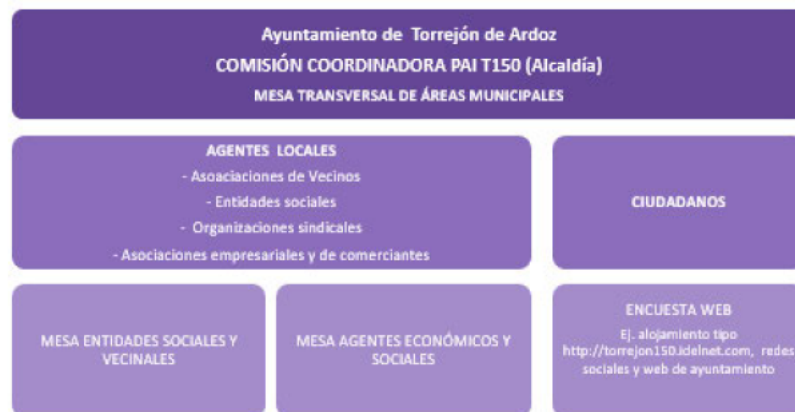 Ayuntamiento de Torrejón de Ardoz
COMISIÓN COORDINADORA PAI T150 (Alcaldía)
MESA TRANSVERSAL DE ÁREAS MUNICIPALES
AGENTES LOCALES
- Asoaciaciones de Vecinos
- Entidades sociales
- Organizaciones sindicales
- Asociaciones empresariales y de comerciantes
CIUDADANOS
MESA ENTIDADES SOCIALES Y
VECINALES
MESA AGENTES ECONÓMICOS Y
SOCIALES
ENCUESTA WEB
Ej. alojamiento tipo
http://torrejon150.idelnet.com, redes
sociales y web de ayuntamiento